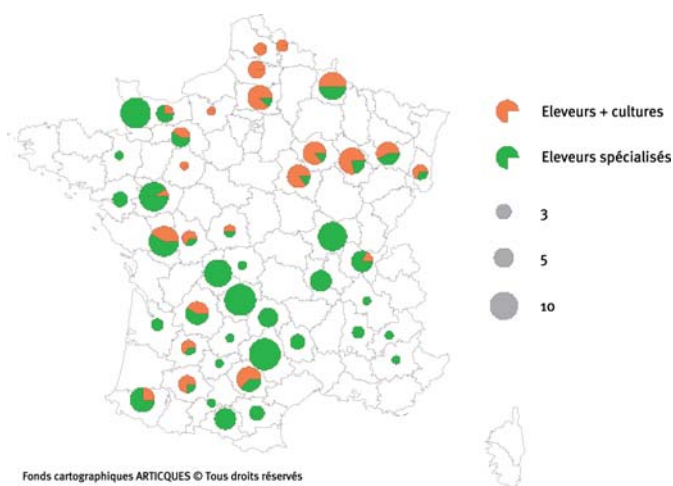 Eleveurs + cultures
Eleveurs spécialisés
3
5
10
Fonds cartographiques ARTICQUES © Tous droits réservés